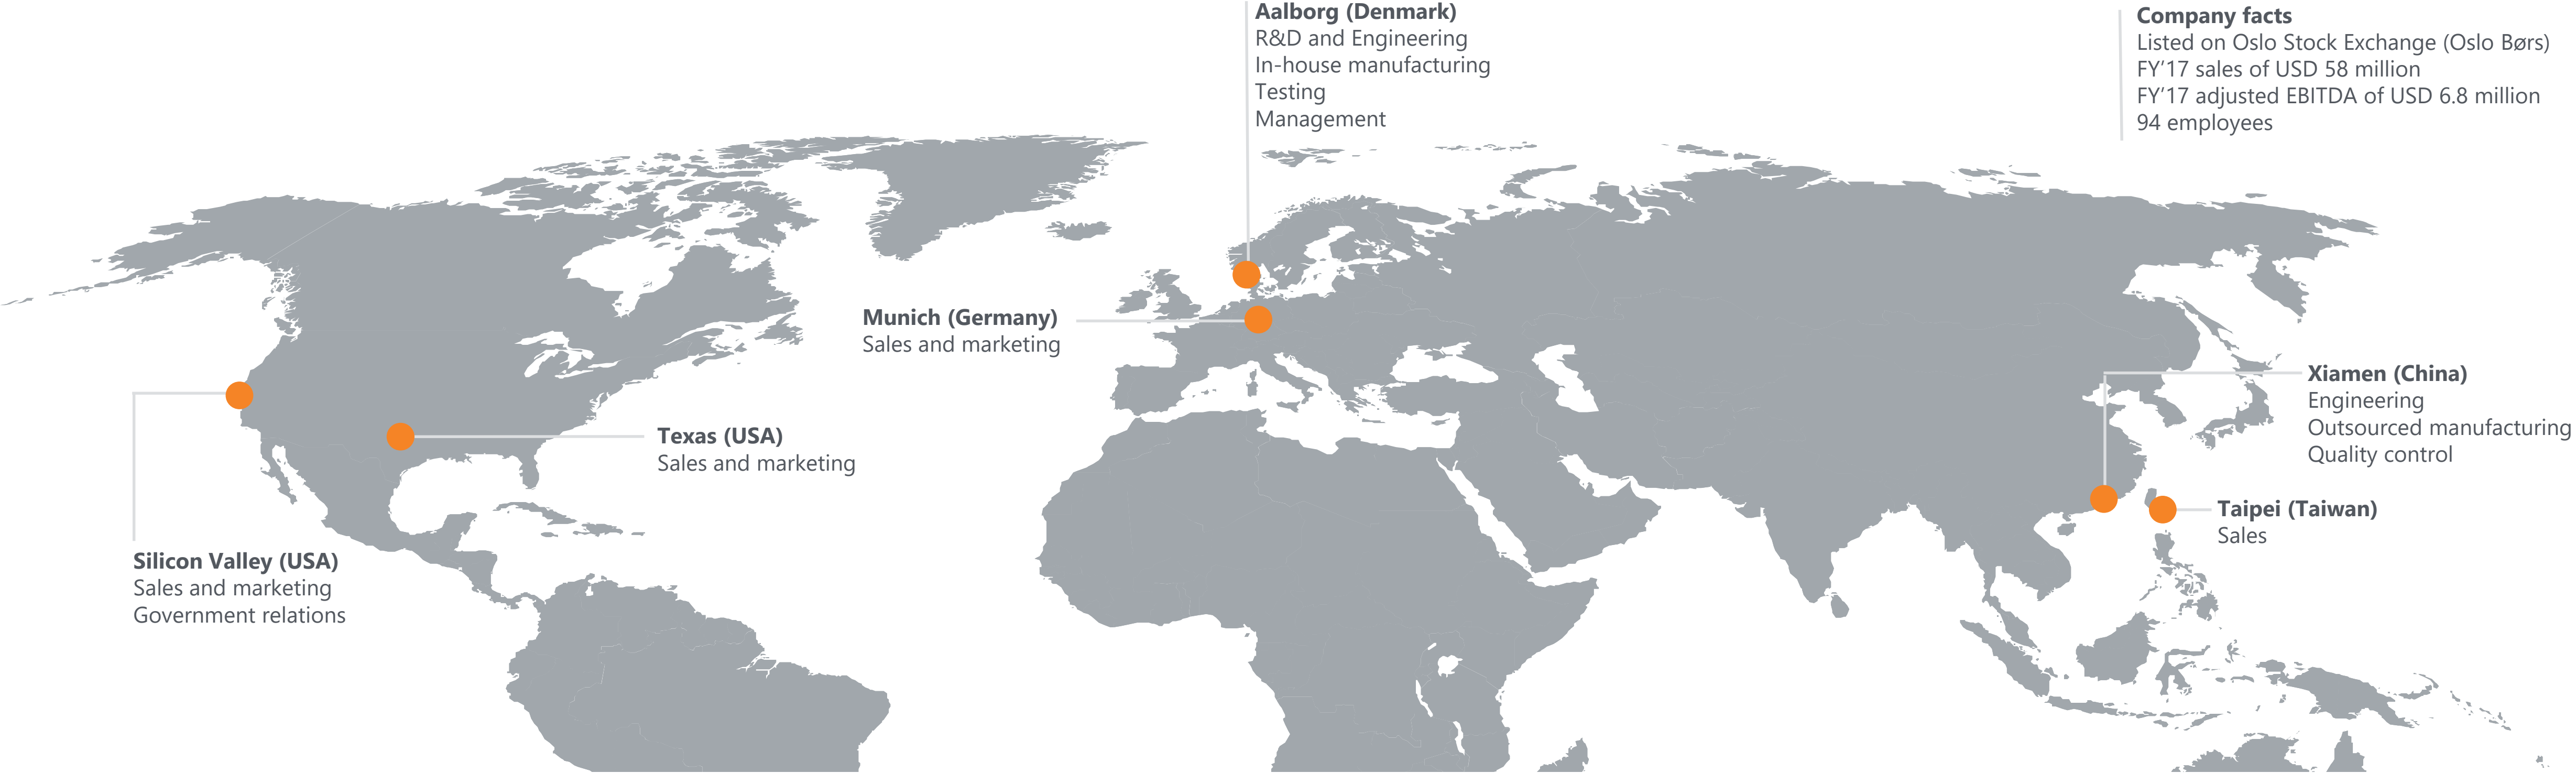 Aalborg (Denmark)
R&D and Engineering
In-house manufacturing
Testing
Management
Company facts
Listed on Oslo Stock Exchange (Oslo Børs)
FY’17 sales of USD 58 million
FY’17 adjusted EBITDA of USD 6.8 million
94 employees
Munich (Germany)
Sales and marketing
Xiamen (China)
Engineering
Outsourced manufacturing
Quality control
Texas (USA)
Sales and marketing
Taipei (Taiwan)
Sales
Silicon Valley (USA)
Sales and marketing
Government relations